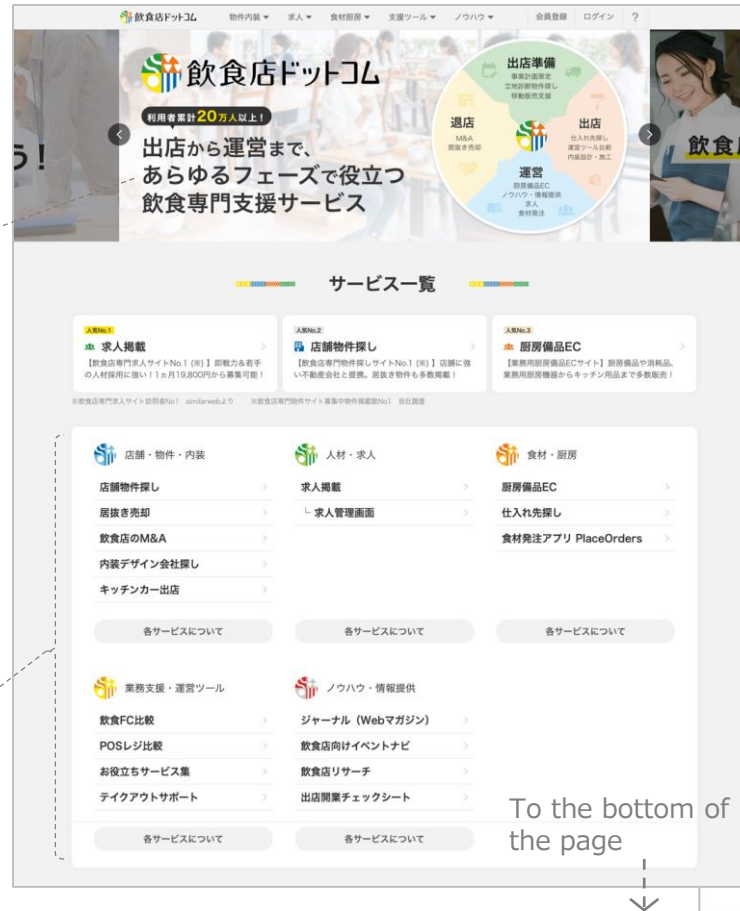 飲食店ドットコム 物件内装▼ 求人▼ 食材厨房▼ 支援ツール▼ ノウハウ▼ 会員登録 ログイン ?
う!
飲食店ドットコム
利用者累計20万人以上!
出店から運営まで、
あらゆるフェーズで役立つ
飲食専門支援サービス
出店準備
事業計画策定
立地診断物件探し
移動販売支援
退店
M&A
居抜き売却
出店
仕入れ先探し
運営ツール比較
内装設計・施工
運営
厨房備品EC
ノウハウ・情報提供
求人
食材発注
飲食
サービス一覧
人気No.1
求人掲載
【飲食店専門求人サイトNo.1 (※) 】即戦力&若手
の人材採用に強い!1ヵ月19,800円から募集可能!
人気No.2
店舗物件探し
【飲食店専門物件探しサイトNo.1 (※) 】店舗に強
い不動産会社と提携。居抜き物件も多数掲載!
人気No.3
厨房備品EC
【業務用厨房備品ECサイト】厨房備品や消耗品、
業務用厨房機器からキッチン用品まで多数販売!
※飲食店専門求人サイト訪問者No1 similarwebより ※飲食店専門物件サイト募集中物件掲載数No1 自社調査
店舗・物件・内装
店舗物件探し
居抜き売却
飲食店のM&A
内装デザイン会社探し
キッチンカー出店
各サービスについて
人材・求人
求人掲載
└ 求人管理画面
各サービスについて
食材・厨房
厨房備品EC
仕入れ先探し
食材発注アプリ PlaceOrders
各サービスについて
業務支援・運営ツール
飲食FC比較
POSレジ比較
お役立ちサービス集
テイクアウトサポート
各サービスについて
ノウハウ・情報提供
ジャーナル(Webマガジン)
飲食店向けイベントナビ
飲食店リサーチ
出店開業チェックシート
各サービスについて
To the bottom of
the page